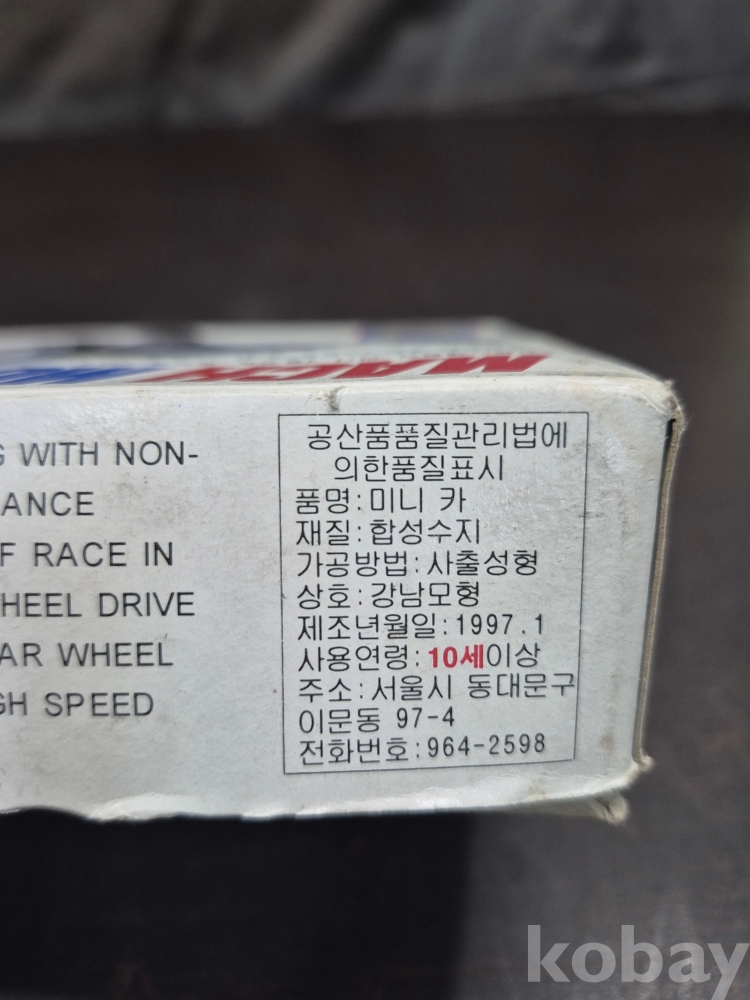 MACH
G WITH NON-
ANCE
F RACE IN
HEEL DRIVE
AR WHEEL
GH SPEED
공산품품질관리법에
의한품질표시
품명:미니 카
재질:합성수지
가공방법:사출성형
상호:강남모형
제조년월일:1997.1
사용연령:10세이상
주소:서울시 동대문구
이문동 97-4
전화번호:964-2598
kobay